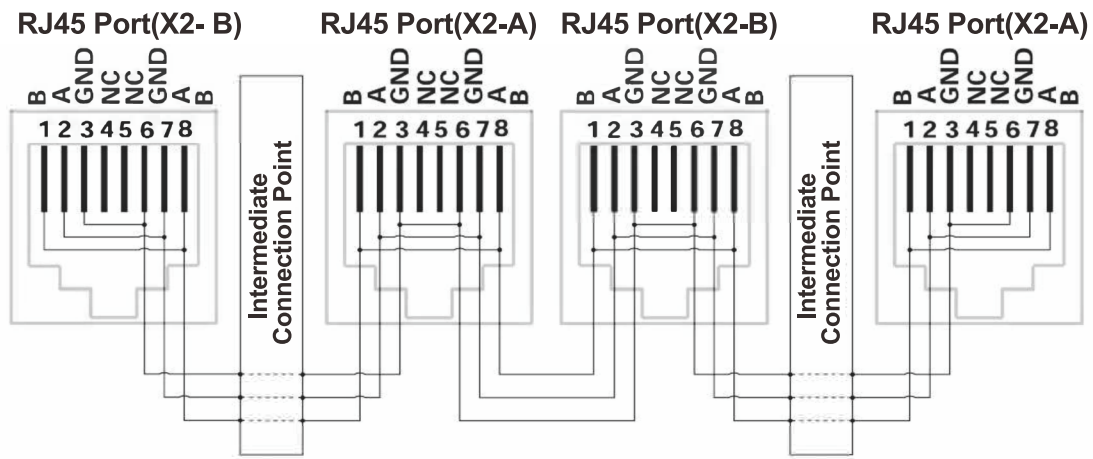 RJ45 Port(X2- B) RJ45 Port(X2-A) RJ45 Port(X2-B) RJ45 Port(X2-A)
B A GND NC NC GND A B B A GND NC NC GND A B B A GND NC NC GND A B B A GND NC NC GND A B
1 2 3 4 5 6 7 8 1 2 3 4 5 6 7 8 1 2 3 4 5 6 7 8 1 2 3 4 5 6 7 8
Intermediate
Connection Point
Intermediate
Connection Point